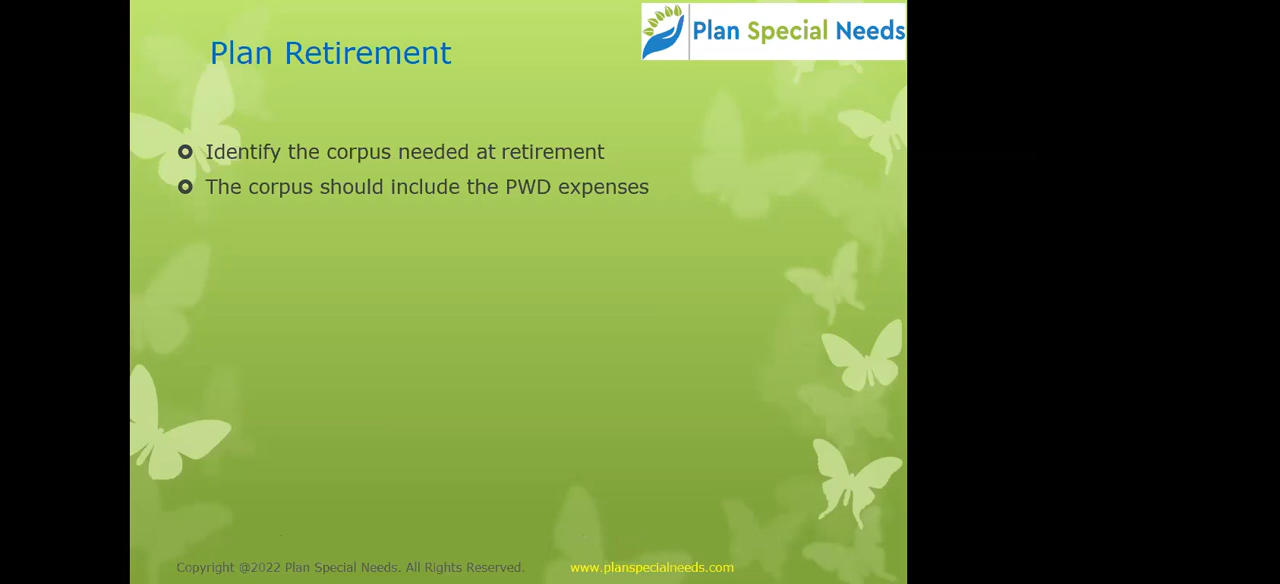 Plan Special Needs
Plan Retirement
Identify the corpus needed at retirement
The corpus should include the PWD expenses
Copyright @2022 Plan Special Needs. All Rights Reserved.
www.planspecialneeds.com